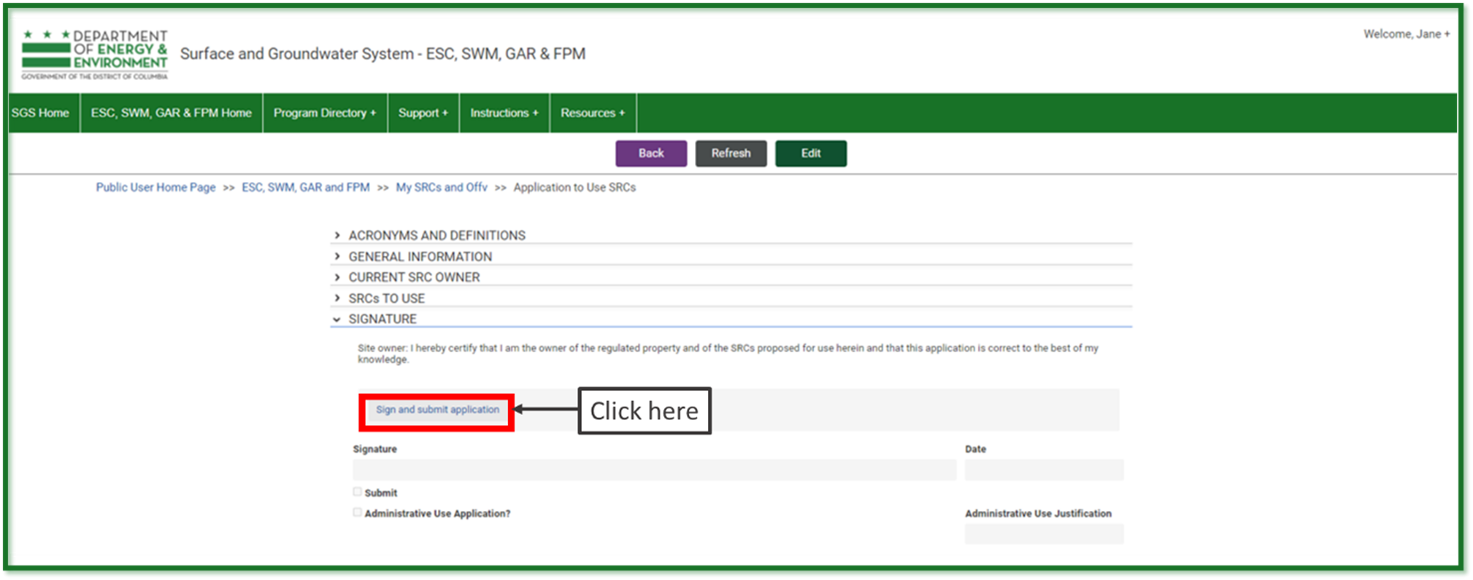 DEPARTMENT
OF ENERGY &
ENVIRONMENT
GOVERNMENT OF THE DISTRICT OF COLUMBIA
Surface and Groundwater System - ESC, SWM, GAR & FPM
Welcome, Jane +
SGS Home ESC, SWM, GAR & FPM Home Program Directory + Support + Instructions + Resources +
Back Refresh Edit
Public User Home Page >> ESC, SWM, GAR and FPM >> My SRCs and Offv >> Application to Use SRCs
ACRONYMS AND DEFINITIONS
GENERAL INFORMATION
CURRENT SRC OWNER
SRCs TO USE
SIGNATURE
Site owner: I hereby certify that I am the owner of the regulated property and of the SRCs proposed for use herein and that this application is correct to the best of my
knowledge.
Sign and submit application
Click here
Signature Date
Submit
Administrative Use Application? Administrative Use Justification